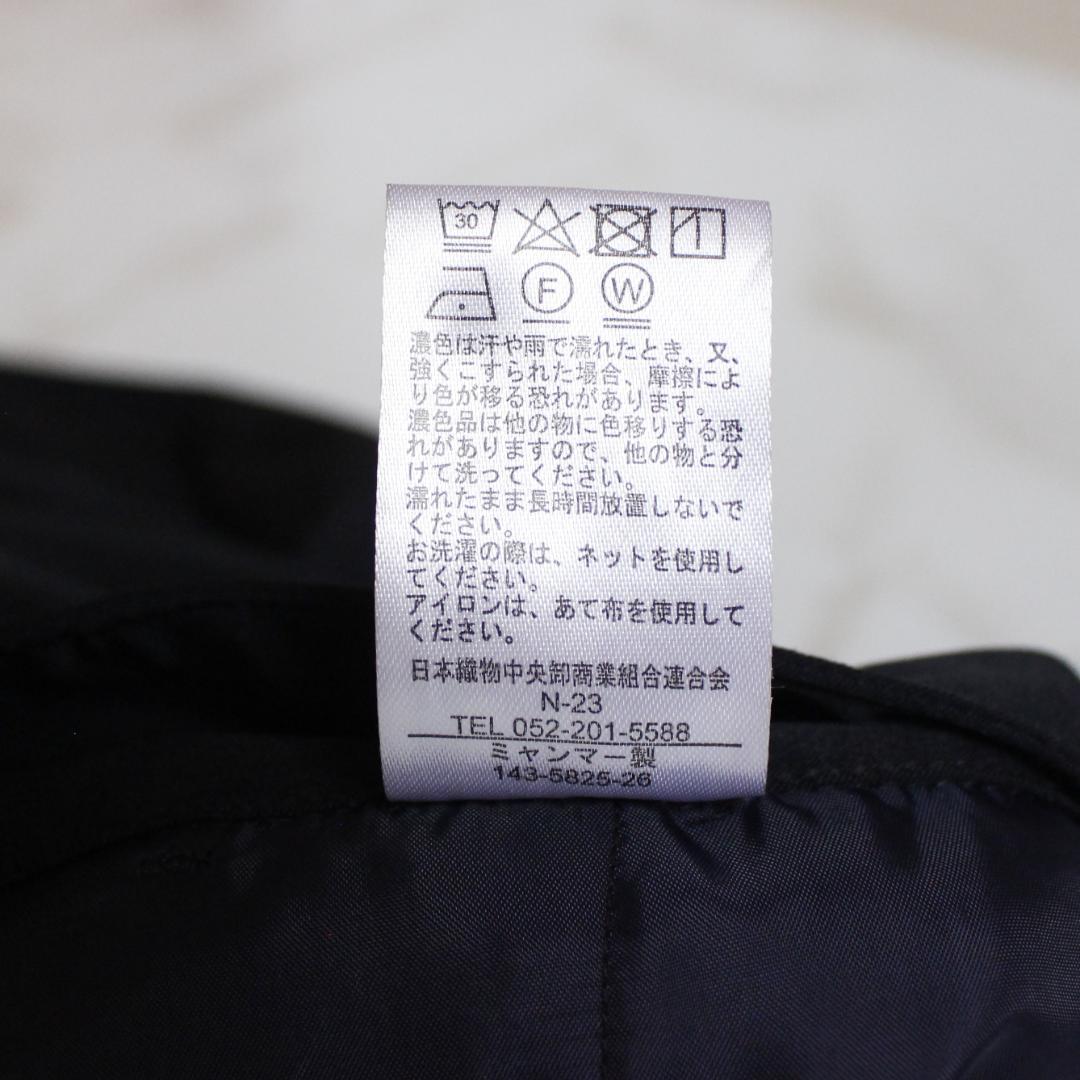 30
F W
濃色は汗や雨で濡れたとき、又、
強くこすられた場合、摩擦によ
り色が移る恐れがあります。
濃色品は他の物に色移りする恐
れがありますので、他の物と分
けて洗ってください。
濡れたまま長時間放置しないで
ください。
お洗濯の際は、ネットを使用し
てください。
アイロンは、あて布を使用して
ください。
日本織物中央卸商業組合連合会
N-23
TEL 052-201-5588
ミャンマー製
143-5825-26